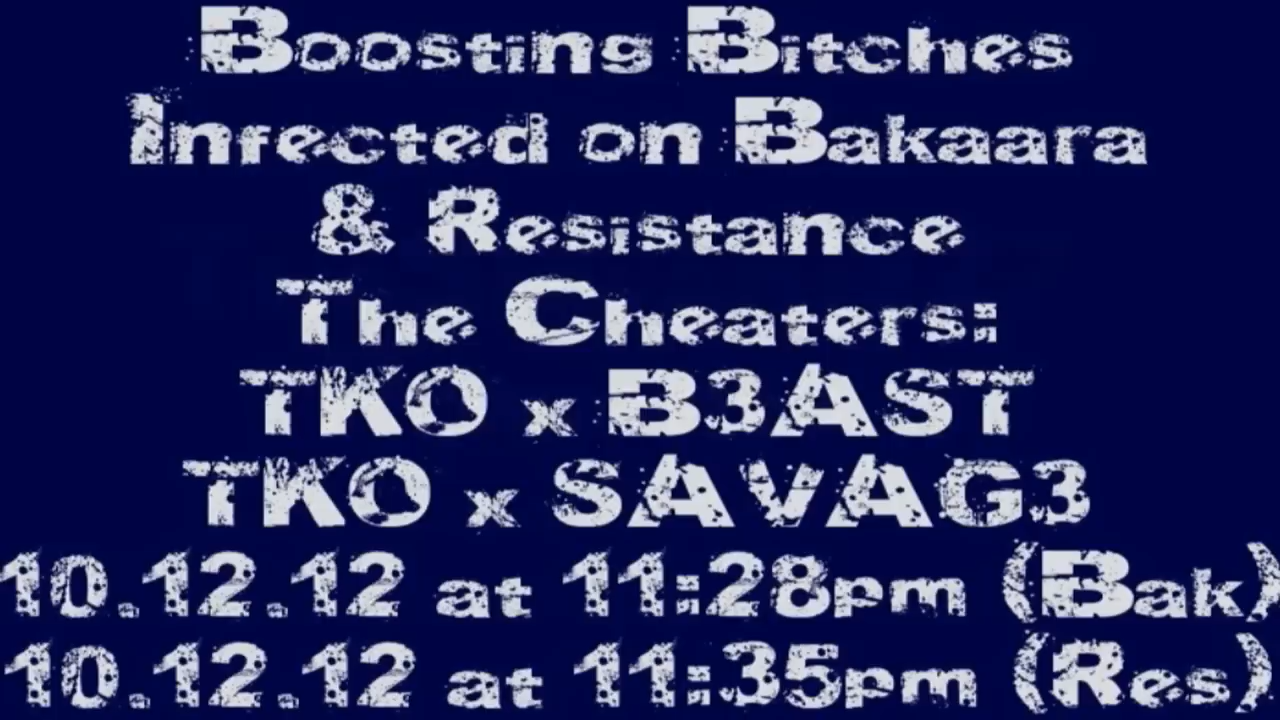 Boosting Bitches
Infected on Bakaara
& Resistance
The Cheaters:
TKO x B3AST
TKO x SAVAG3
10.12.12 at 11:28pm (Bak)
10.12.12 at 11:35pm (Res)